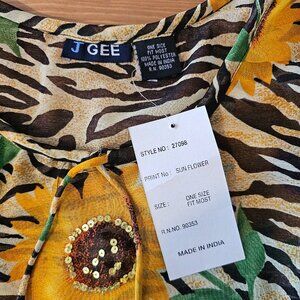 J GEE
ONE SIZE
FIT MOST
100% POLYESTER
MADE IN INDIA
R.N. 90353
STYLE NO : 27098
PRINT No : SUN FLOWER
SIZE : ONE SIZE
FIT MOST
R.N.NO. 90353
MADE IN INDIA